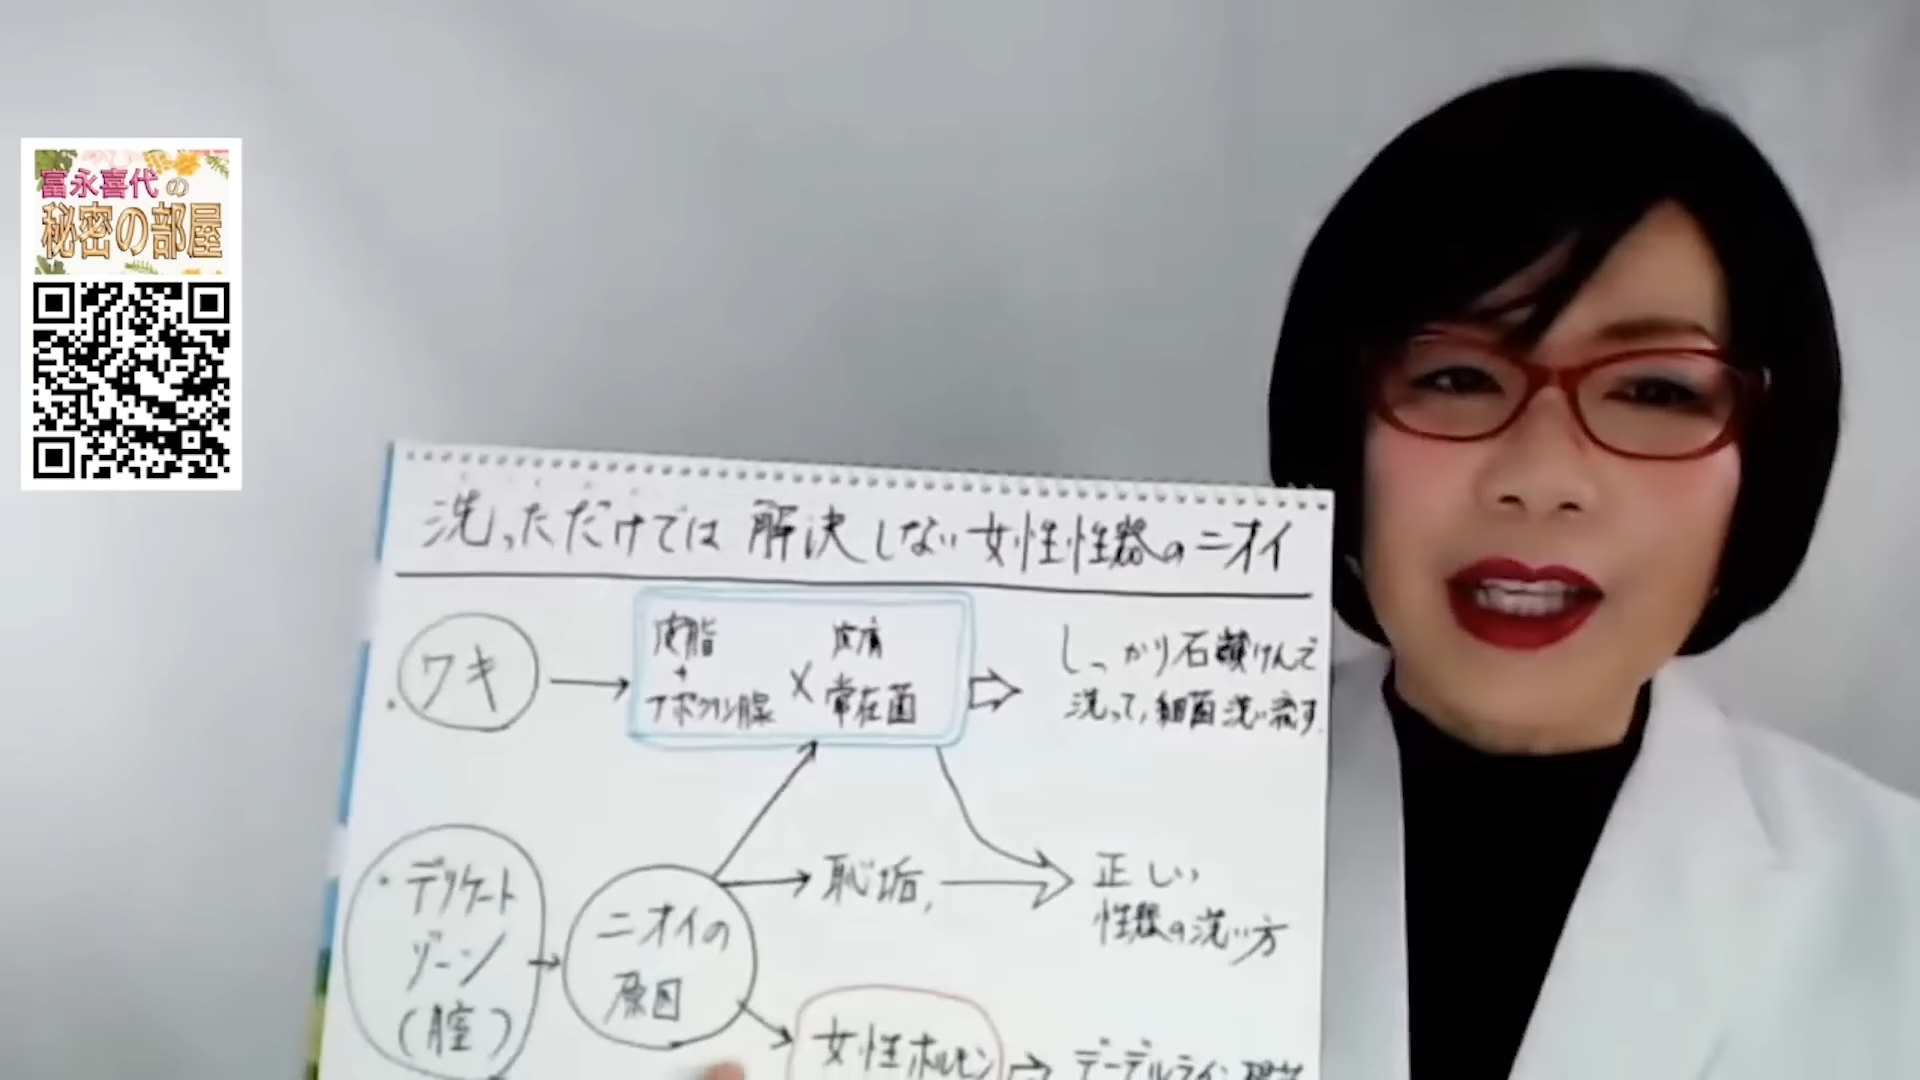 富永喜代の
秘密の部屋
洗っただけでは解決しない女性性器のニオイ
ワキ
皮脂
+
アポクリン腺
×
皮膚
常在菌
しっかり石鹸けんで
洗って、細菌洗い流す。
デリケート
ゾーン
(膣)
ニオイの
原因
恥垢、
正しい
性器の洗い方
女性ホルモン
デーデルライン